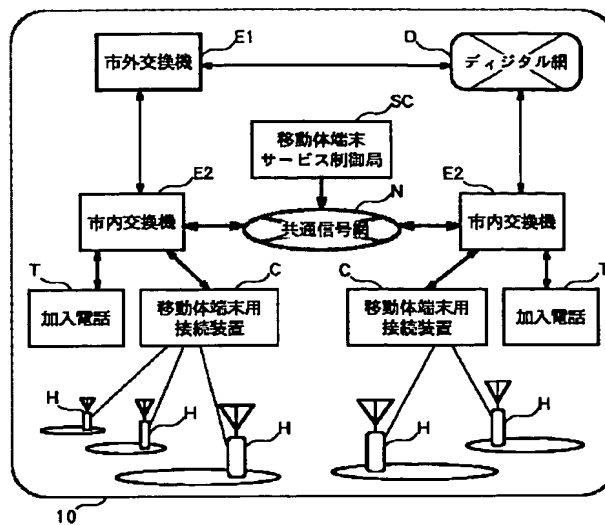 E1
D
市外交換機
ディジタル網
SC
移動体端末
サービス制御局
E2
N
E2
市内交換機
共通信号網
市内交換機
T
C
C
T
加入電話
移動体端末用
接続装置
移動体端末用
接続装置
加入電話
H
H
H
H
H
10